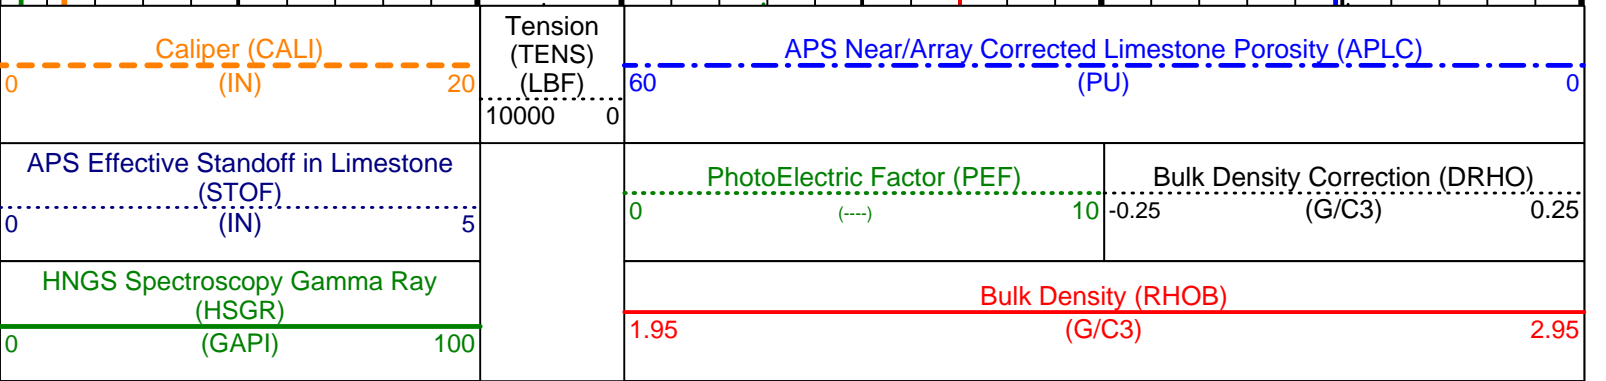 Caliper (CALI)
0 (IN) 20
Tension
(TENS)
(LBF)
10000 0
APS Near/Array Corrected Limestone Porosity (APLC)
60 (PU) 0
APS Effective Standoff in Limestone
(STOF)
0 (IN) 5
PhotoElectric Factor (PEF)
0 (----) 10
Bulk Density Correction (DRHO)
-0.25 (G/C3) 0.25
HNGS Spectroscopy Gamma Ray
(HSGR)
0 (GAPI) 100
Bulk Density (RHOB)
1.95 (G/C3) 2.95